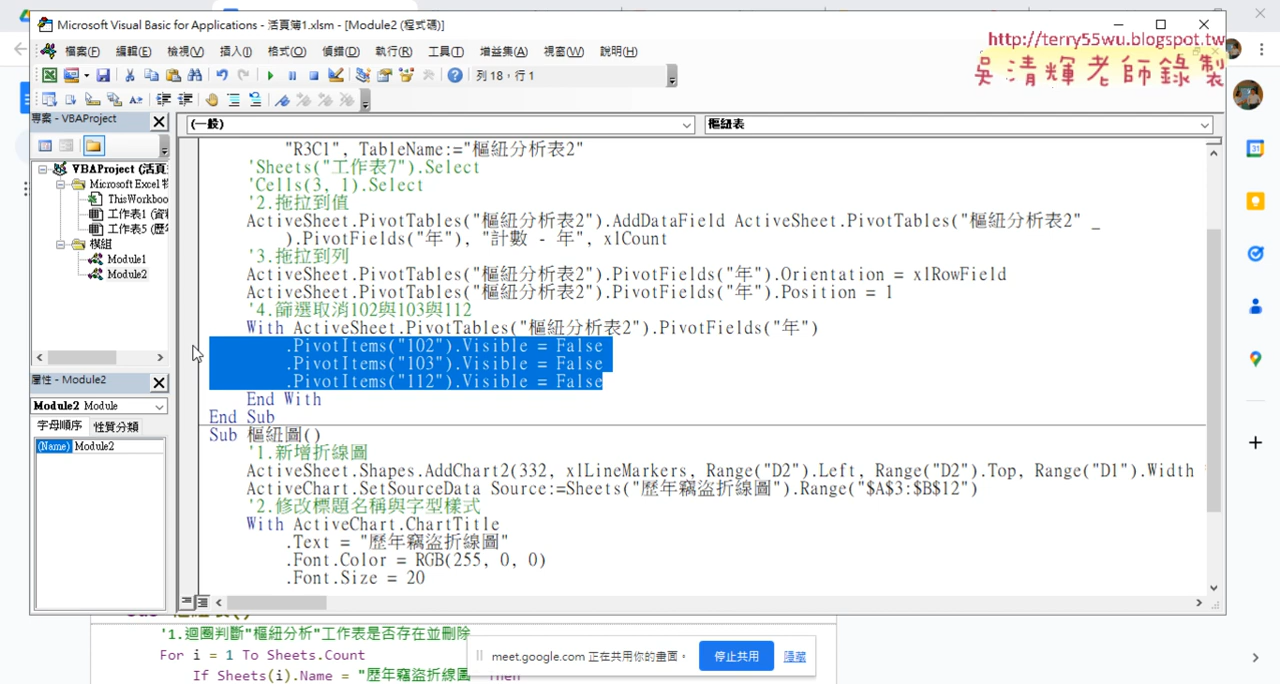 Microsoft Visual Basic for Applications - 活頁簿1.xlsm - [Module2 (程式碼)]
http://terry55wu.blogspot.tw
吳清輝老師錄製
檔案(F) 編輯(E) 檢視(V) 插入(I) 格式(O) 偵錯(D) 執行(R) 工具(T) 增益集(A) 視窗(W) 說明(H)
列 18，行 1
專案 - VBAProject
(一般)
樞紐表
VBAProject (活頁
Microsoft Excel 物
ThisWorkboo
工作表1 (資
工作表5 (歷
模組
Module1
Module2
屬性 - Module2
Module2 Module
字母順序 性質分類
(Name) Module2
"R3C1", TableName:="樞紐分析表2"
'Sheets("工作表7").Select
'Cells(3, 1).Select
'2.拖拉到值
ActiveSheet.PivotTables("樞紐分析表2").AddDataField ActiveSheet.PivotTables("樞紐分析表2" _
).PivotFields("年"), "計數 - 年", xlCount
'3.拖拉到列
ActiveSheet.PivotTables("樞紐分析表2").PivotFields("年").Orientation = xlRowField
ActiveSheet.PivotTables("樞紐分析表2").PivotFields("年").Position = 1
'4.篩選取消102與103與112
With ActiveSheet.PivotTables("樞紐分析表2").PivotFields("年")
.PivotItems("102").Visible = False
.PivotItems("103").Visible = False
.PivotItems("112").Visible = False
End With
End Sub
Sub 樞紐圖()
'1.新增折線圖
ActiveSheet.Shapes.AddChart2(332, xlLineMarkers, Range("D2").Left, Range("D2").Top, Range("D1").Width
ActiveChart.SetSourceData Source:=Sheets("歷年竊盜折線圖").Range("$A$3:$B$12")
'2.修改標題名稱與字型樣式
With ActiveChart.ChartTitle
.Text = "歷年竊盜折線圖"
.Font.Color = RGB(255, 0, 0)
.Font.Size = 20
'1.迴圈判斷"樞紐分析"工作表是否存在並刪除
For i = 1 To Sheets.Count
If Sheets(i).Name = "歷年竊盜折線圖" Then
meet.google.com 正在共用你的畫面。
停止共用
隱藏